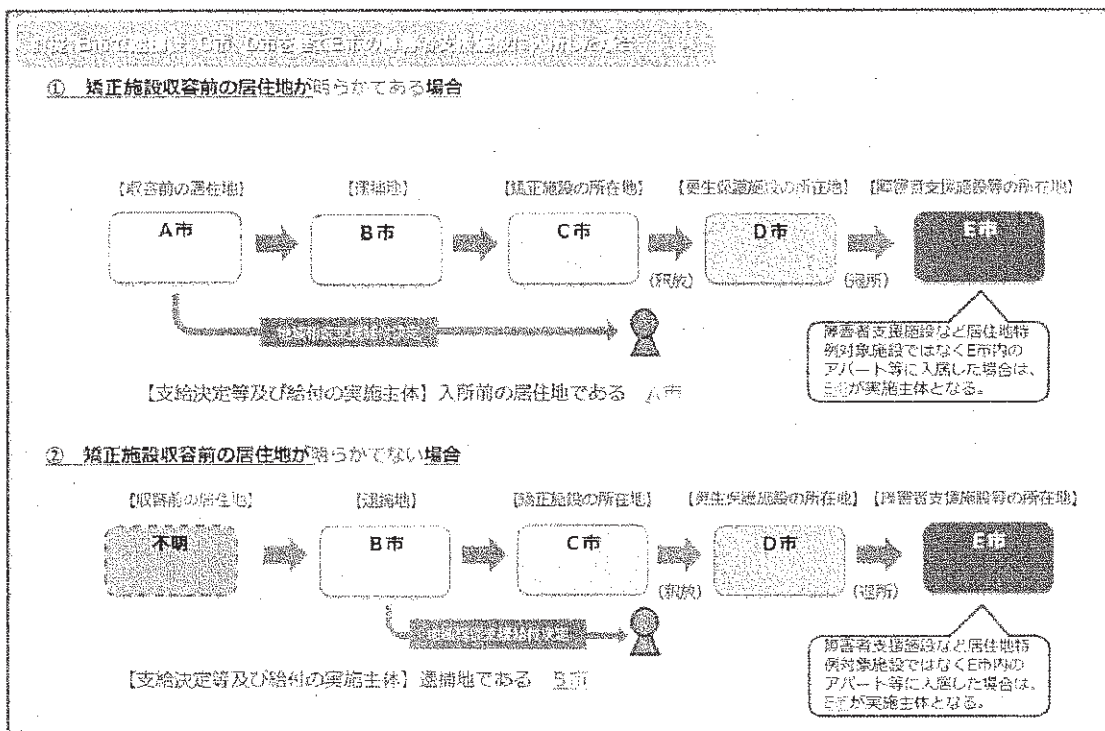 ① 矯正施設収容前の居住地が明らかである場合
【収容前の居住地】 【逮捕地】 【矯正施設の所在地】 【更生保護施設の所在地】 【障害者支援施設等の所在地】
A市 B市 C市 D市 E市
(釈放) (退所)
障害者支援施設など居住地特
例対象施設ではなくE市内の
アパート等に入居した場合は、
E市が実施主体となる。
【支給決定等及び給付の実施主体】入所前の居住地である A市
② 矯正施設収容前の居住地が明らかでない場合
【収容前の居住地】 【逮捕地】 【矯正施設の所在地】 【更生保護施設の所在地】 【障害者支援施設等の所在地】
不明 B市 C市 D市 E市
(釈放) (退所)
障害者支援施設など居住地特
例対象施設ではなくE市内の
アパート等に入居した場合は、
E市が実施主体となる。
【支給決定等及び給付の実施主体】逮捕地である B市